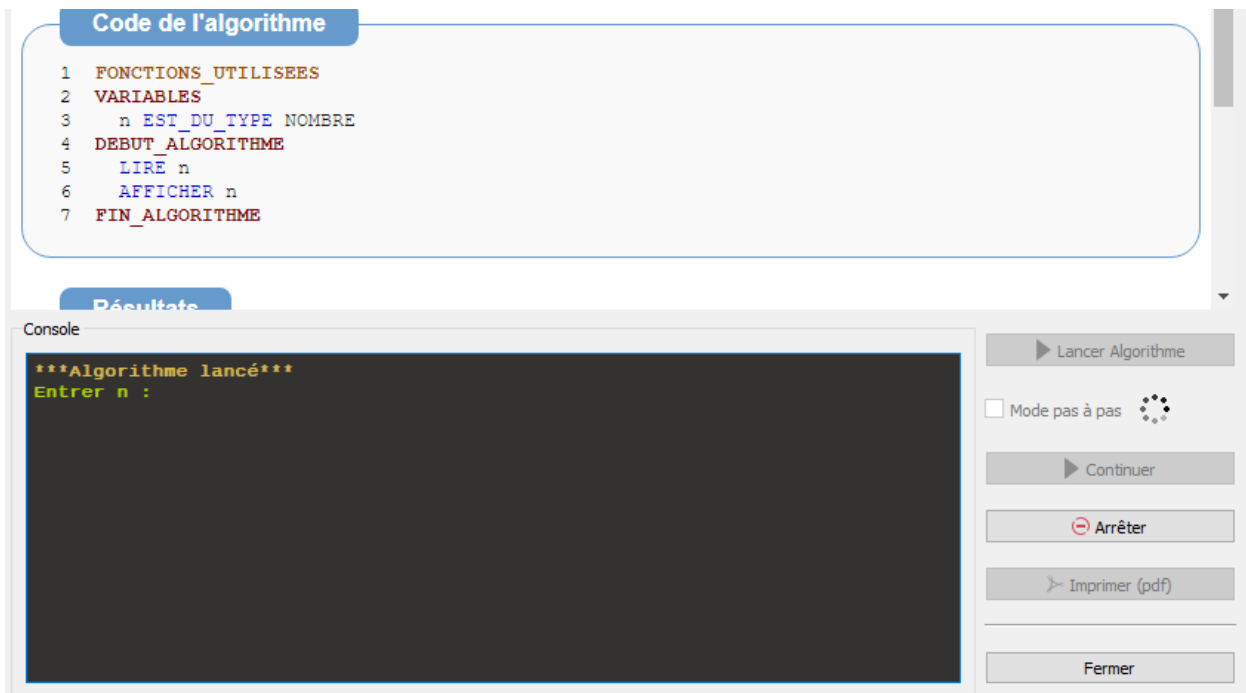 Code de l'algorithme
1 FONCTIONS_UTILISEES
2 VARIABLES
3 n EST_DU_TYPE NOMBRE
4 DEBUT_ALGORITHME
5 LIRE n
6 AFFICHER n
7 FIN_ALGORITHME
Résultats
Console
***Algorithme lancé***
Entrer n :
Lancer Algorithme
Mode pas à pas
Continuer
Arrêter
Imprimer (pdf)
Fermer